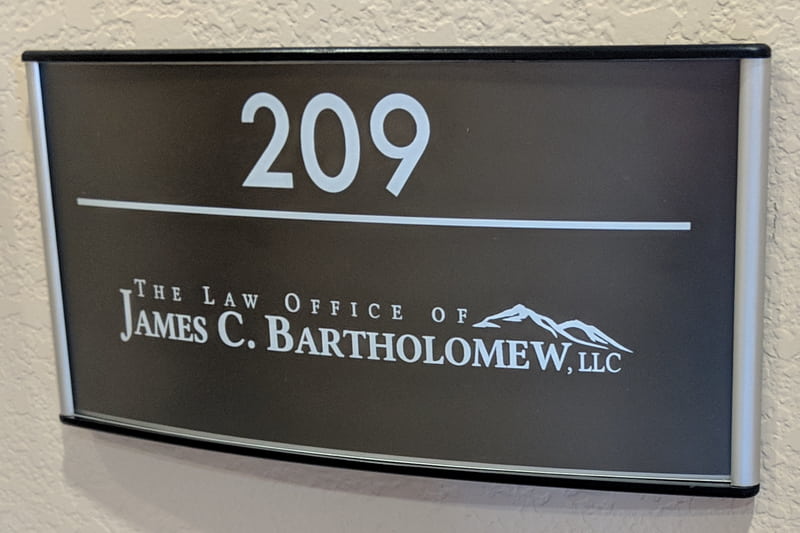 209
The Law Office of
James C. Bartholomew, LLC